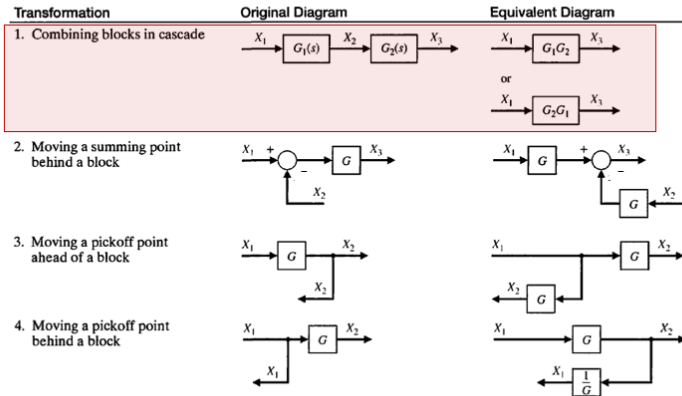 Transformation Original Diagram Equivalent Diagram
1. Combining blocks in cascade X₁ G₁(s) X₂ G₂(s) X₃ X₁ G₁G₂ X₃
or
X₁ G₂G₁ X₃
2. Moving a summing point
behind a block
X₁ + − G X₃ X₂
X₁ G + − X₃ G X₂
3. Moving a pickoff point
ahead of a block
X₁ G X₂ X₂
X₁ G X₂ X₂ G
4. Moving a pickoff point
behind a block
X₁ G X₂ X₁
X₁ G X₂ X₁ 1/G